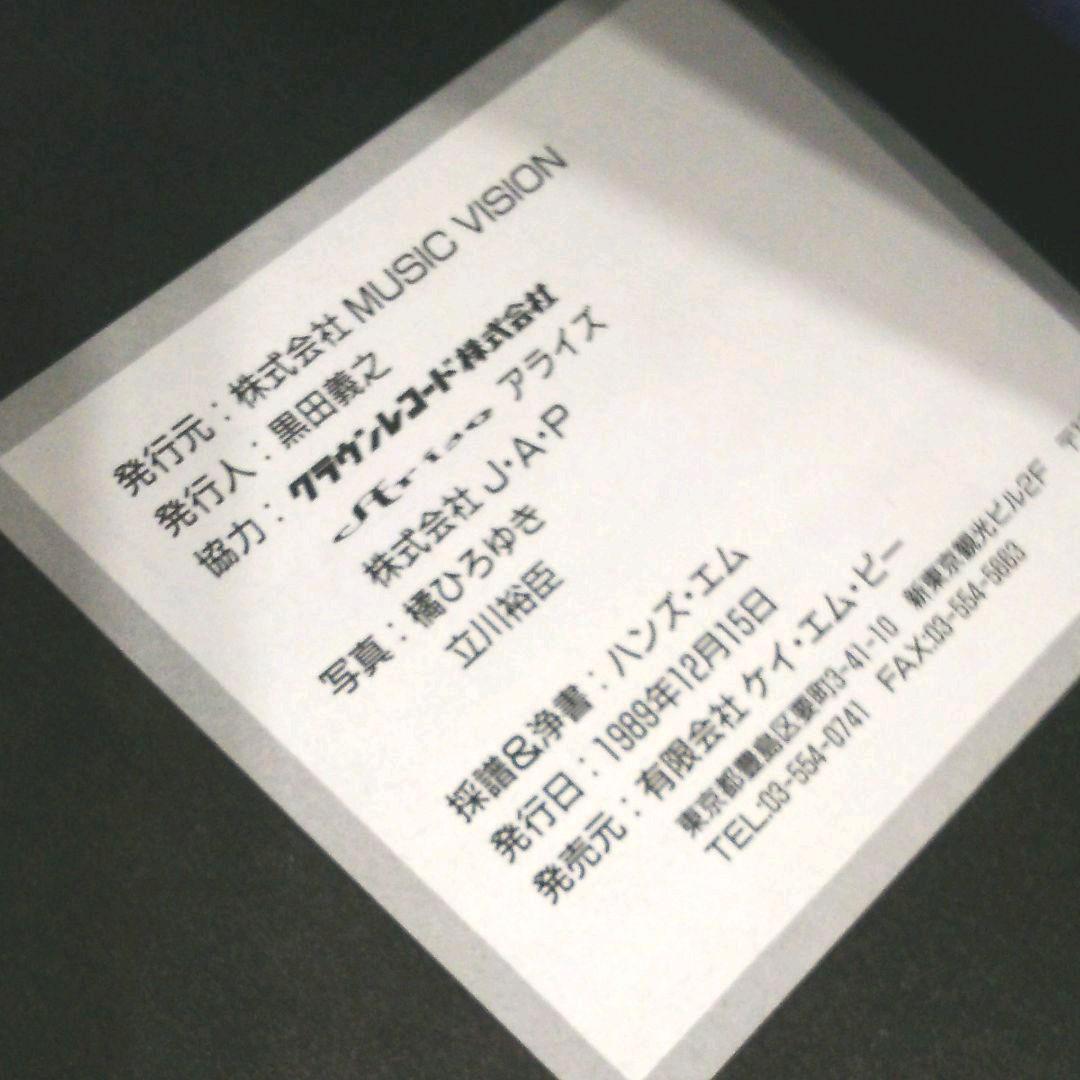 発行元：株式会社 MUSIC VISION
発行人：黒田義之
協力：クラウンレコード株式会社
アライズ
株式会社 J・A・P
写真：橘ひろゆき
立川裕臣
採譜&浄書：ハンズ・エム
発行日：1989年12月15日
発売元：有限会社 ケイ・エム・ピー
東京都豊島区要町3-41-10 新東京観光ビル2F
TEL:03-554-0741 FAX:03-554-5663